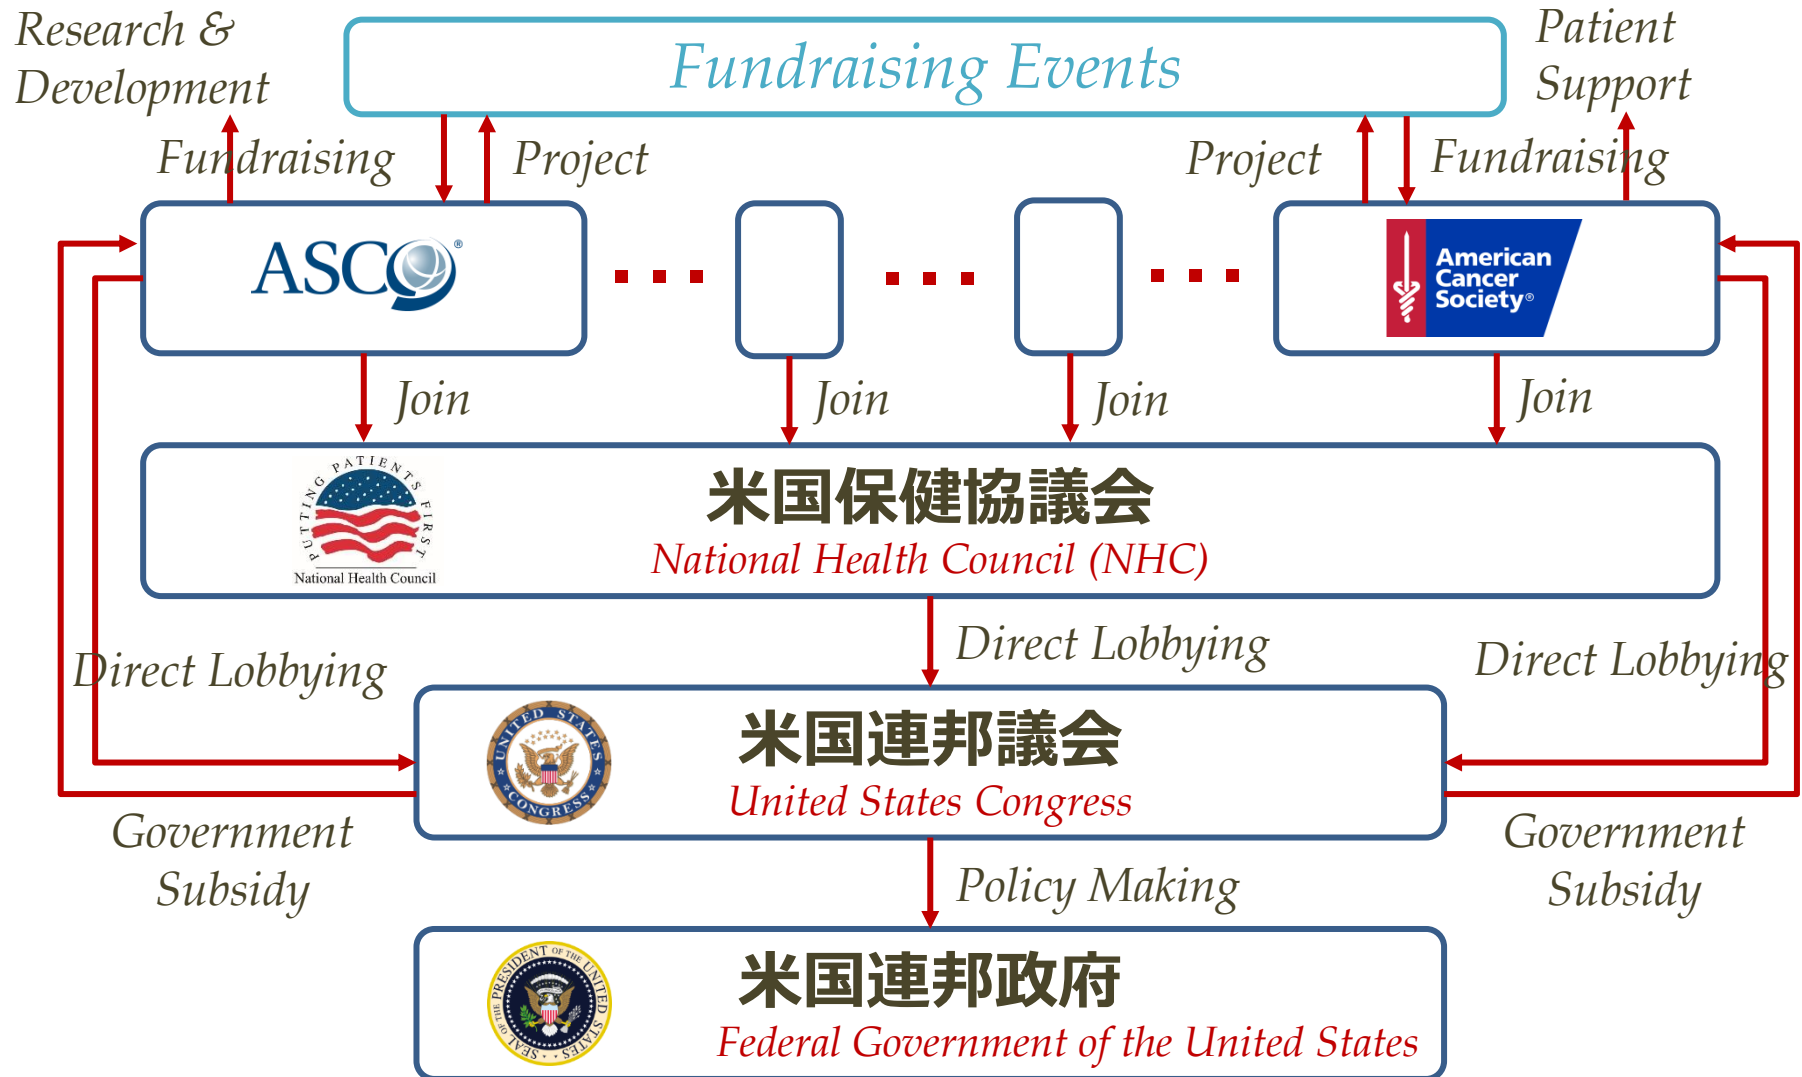 Research &
Development
Fundraising Events
Patient
Support
Fundraising
Project
Project
Fundraising
ASCO®
American
Cancer
Society®
Join
Join
Join
Join
PUTTING PATIENTS FIRST
National Health Council
米国保健協議会
National Health Council (NHC)
Direct Lobbying
Direct Lobbying
Direct Lobbying
UNITED STATES
CONGRESS
米国連邦議会
United States Congress
Government
Subsidy
Government
Subsidy
Policy Making
SEAL OF THE PRESIDENT OF THE UNITED STATES
米国連邦政府
Federal Government of the United States